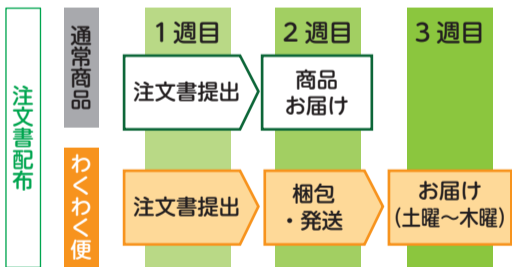 注文書配布
通常商品
1週目
2週目
3週目
注文書提出
商品
お届け
わくわく便
注文書提出
梱包
・発送
お届け
(土曜〜木曜)